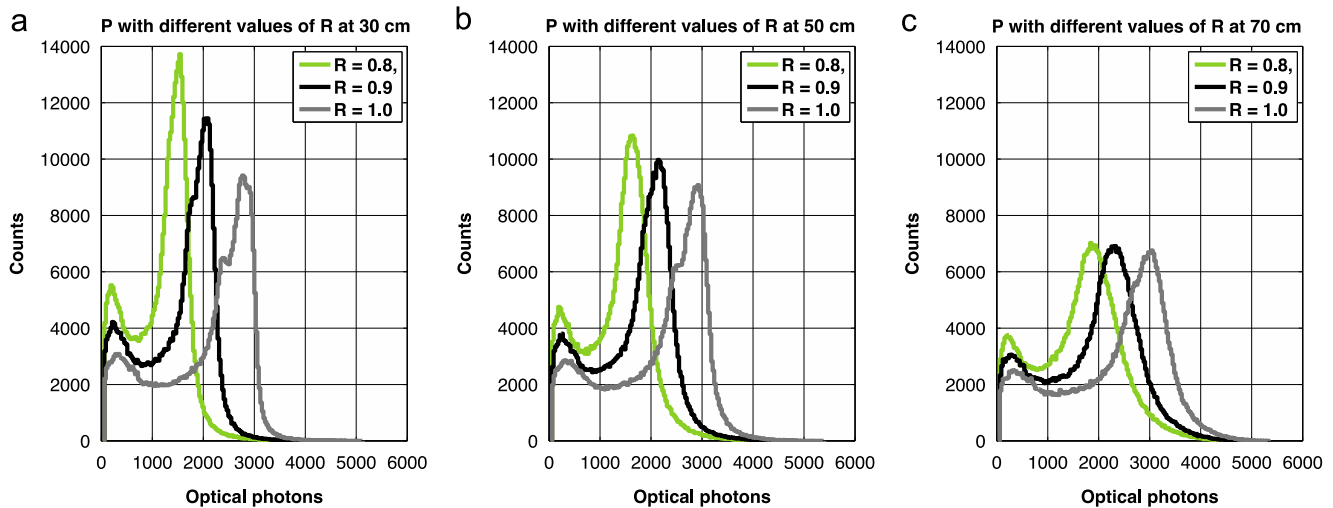 a
P with different values of R at 30 cm
14000
12000
10000
8000
6000
4000
2000
0
Counts
R = 0.8,
R = 0.9
R = 1.0
0 1000 2000 3000 4000 5000 6000
Optical photons
b
P with different values of R at 50 cm
14000
12000
10000
8000
6000
4000
2000
0
Counts
R = 0.8,
R = 0.9
R = 1.0
0 1000 2000 3000 4000 5000 6000
Optical photons
c
P with different values of R at 70 cm
14000
12000
10000
8000
6000
4000
2000
0
Counts
R = 0.8,
R = 0.9
R = 1.0
0 1000 2000 3000 4000 5000 6000
Optical photons